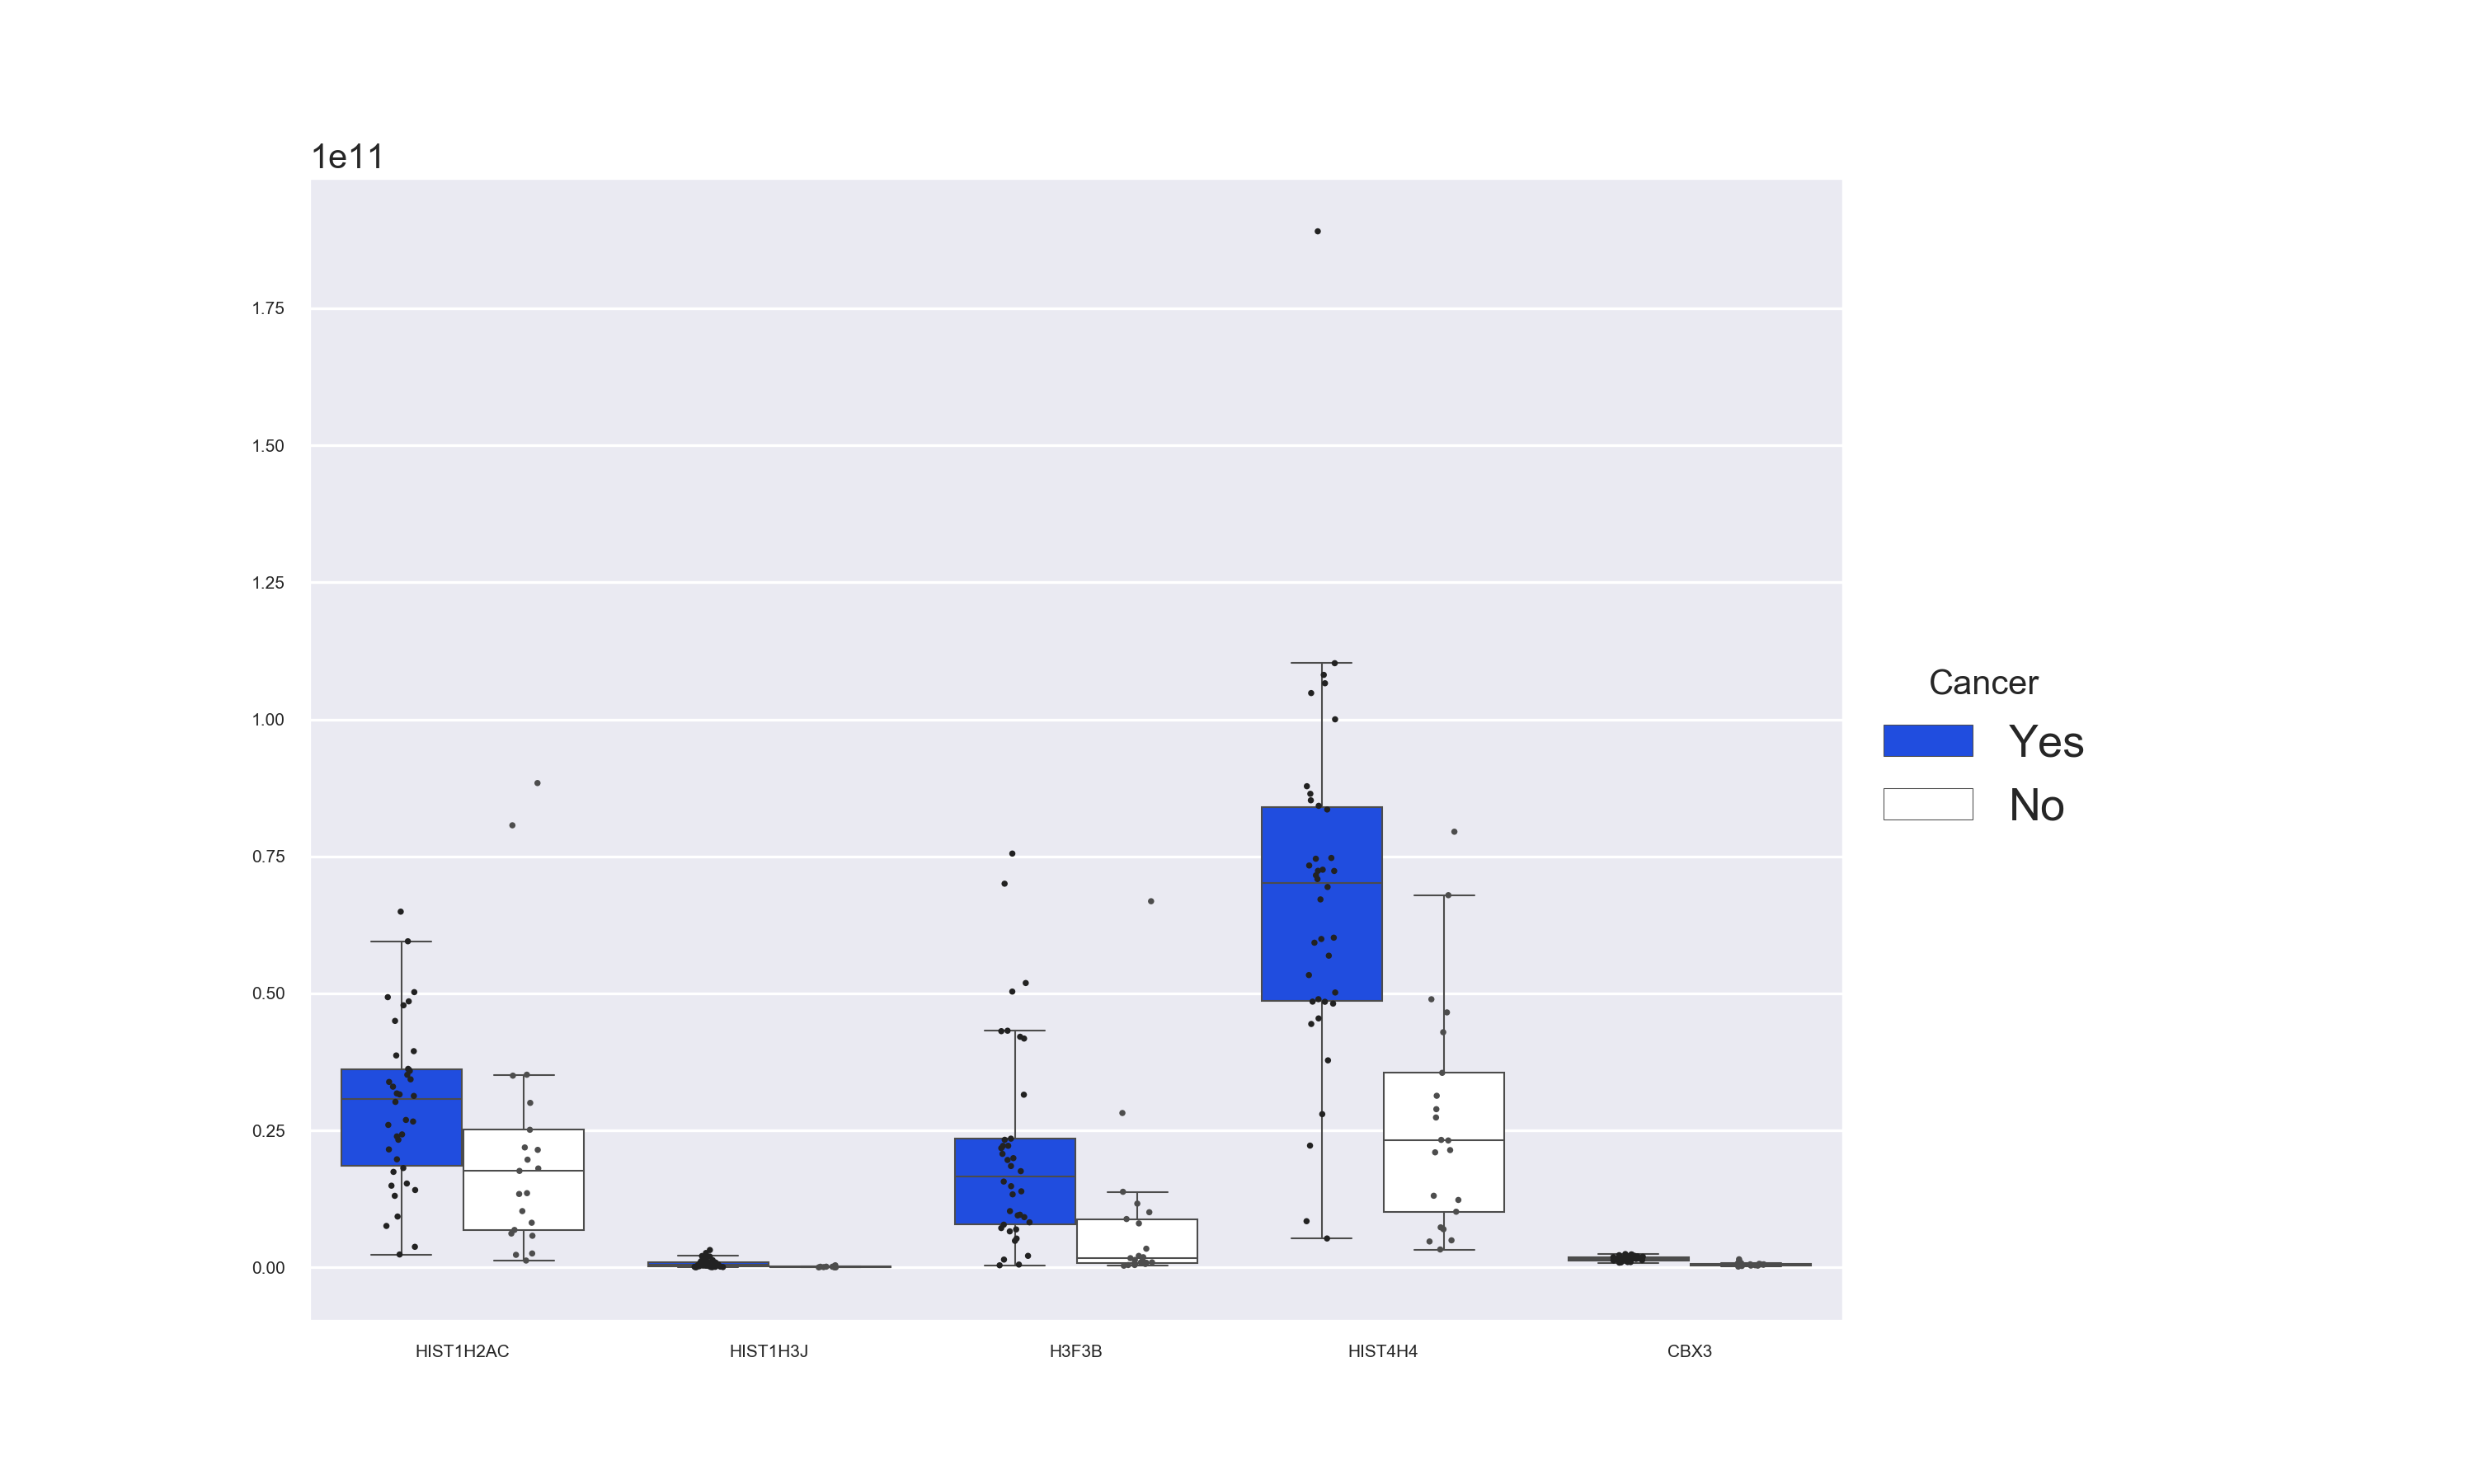 1e11
1.75
1.50
1.25
1.00
0.75
0.50
0.25
0.00
HIST1H2AC HIST1H3J H3F3B HIST4H4 CBX3
Cancer
Yes
No